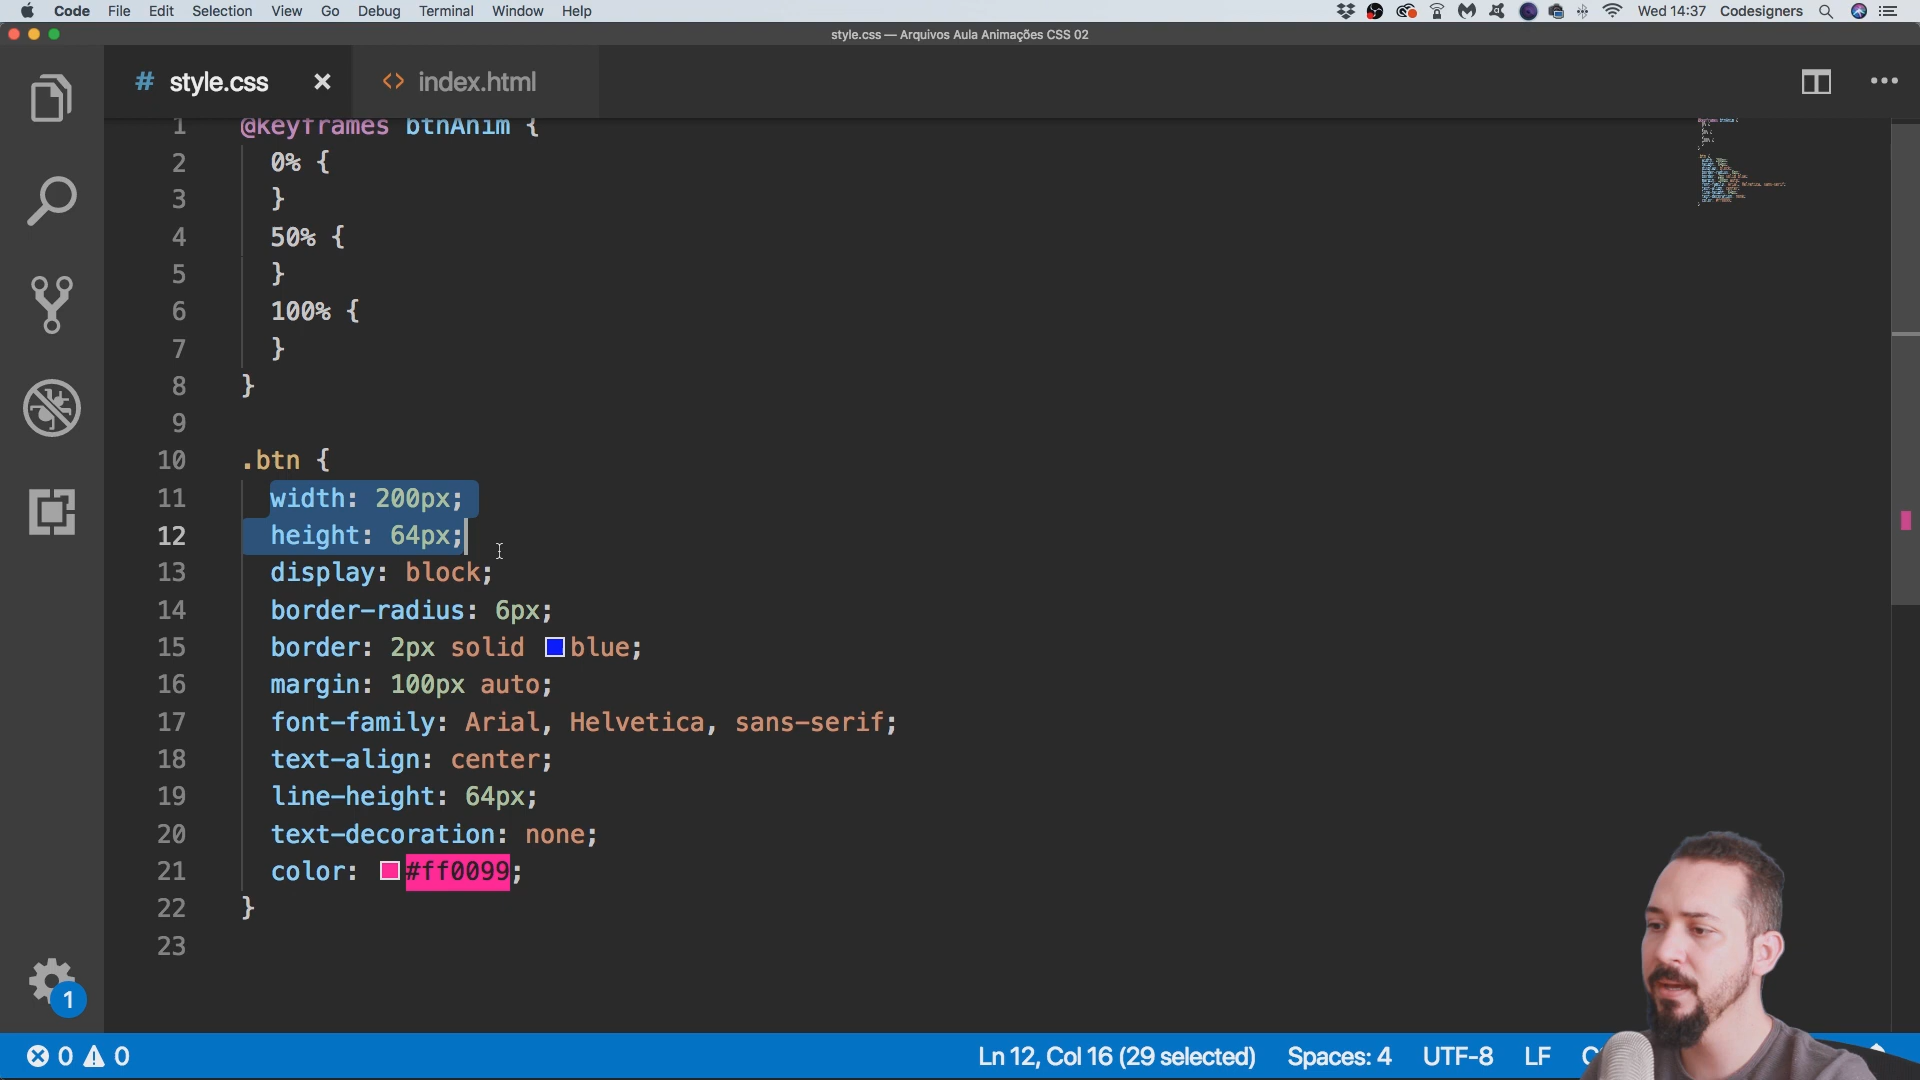 Code File Edit Selection View Go Debug Terminal Window Help Wed 14:37 Codesigners
style.css — Arquivos Aula Animações CSS 02
# style.css × <> index.html
1 @keyframes btnAnim {
2 0% {
3 }
4 50% {
5 }
6 100% {
7 }
8 }
9
10 .btn {
11 width: 200px;
12 height: 64px;
13 display: block;
14 border-radius: 6px;
15 border: 2px solid blue;
16 margin: 100px auto;
17 font-family: Arial, Helvetica, sans-serif;
18 text-align: center;
19 line-height: 64px;
20 text-decoration: none;
21 color: #ff0099;
22 }
23
1
0 0 Ln 12, Col 16 (29 selected) Spaces: 4 UTF-8 LF